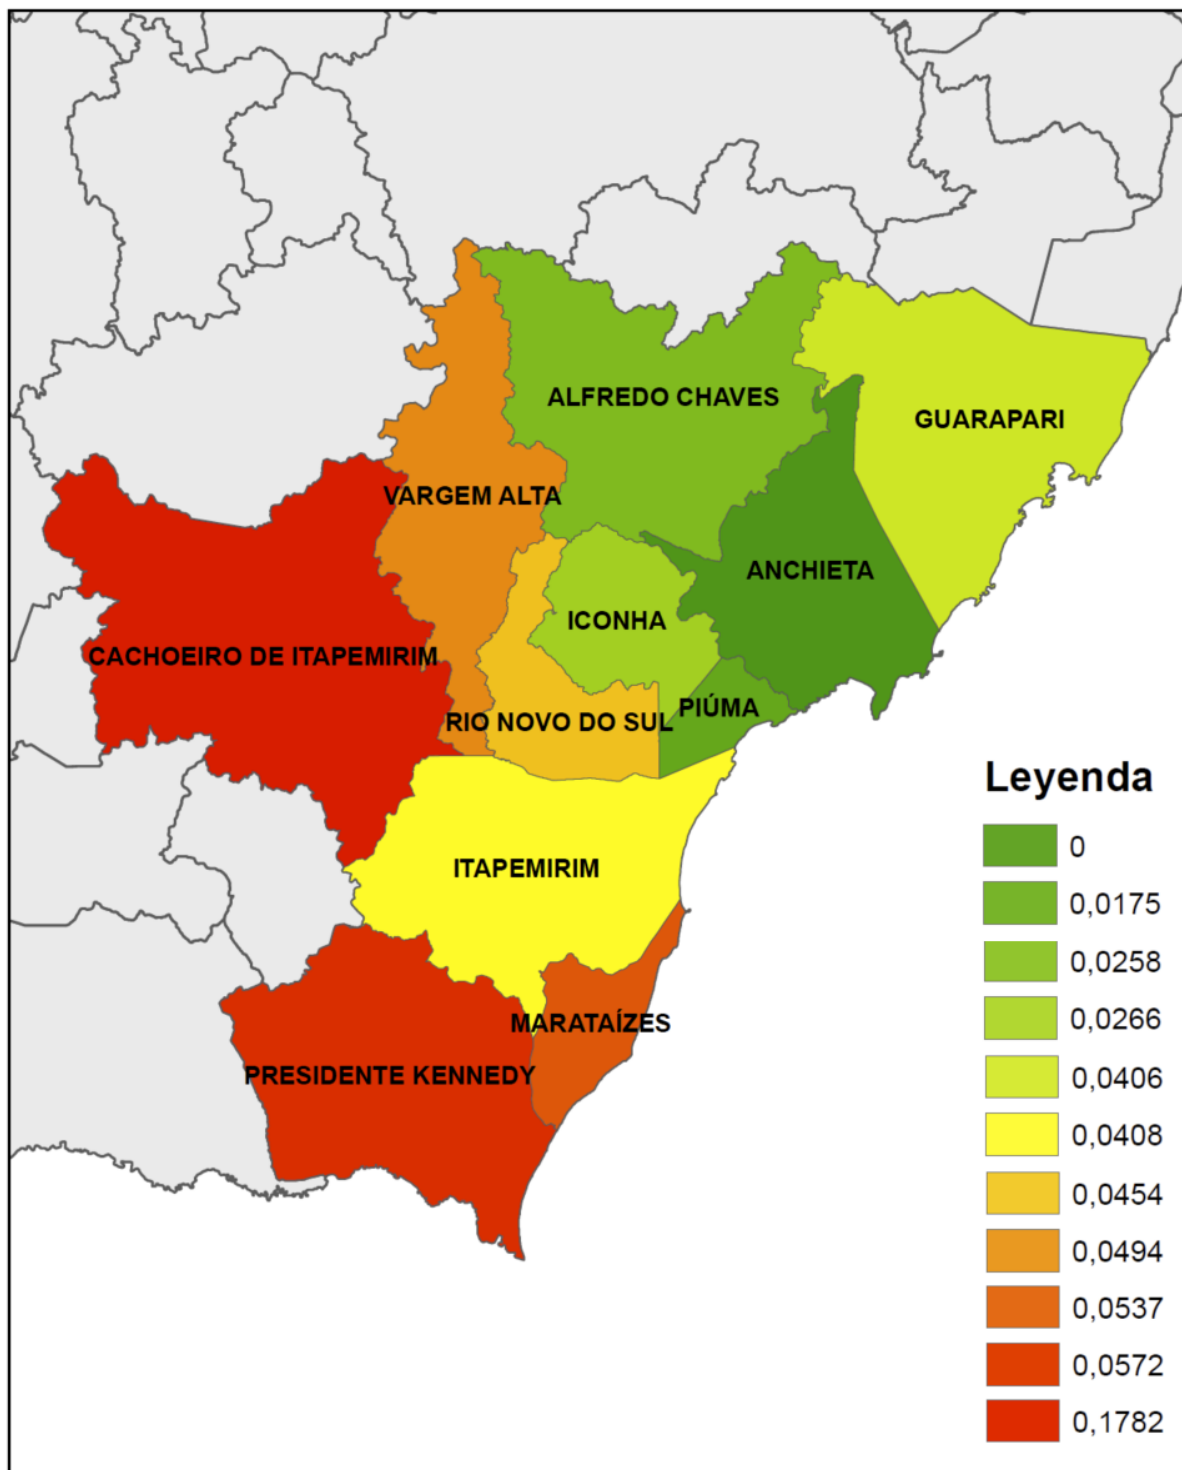 ALFREDO CHAVES
GUARAPARI
VARGEM ALTA
ANCHIETA
ICONHA
CACHOEIRO DE ITAPEMIRIM
PIÚMA
RIO NOVO DO SUL
ITAPEMIRIM
MARATAÍZES
PRESIDENTE KENNEDY
Leyenda
0
0,0175
0,0258
0,0266
0,0406
0,0408
0,0454
0,0494
0,0537
0,0572
0,1782